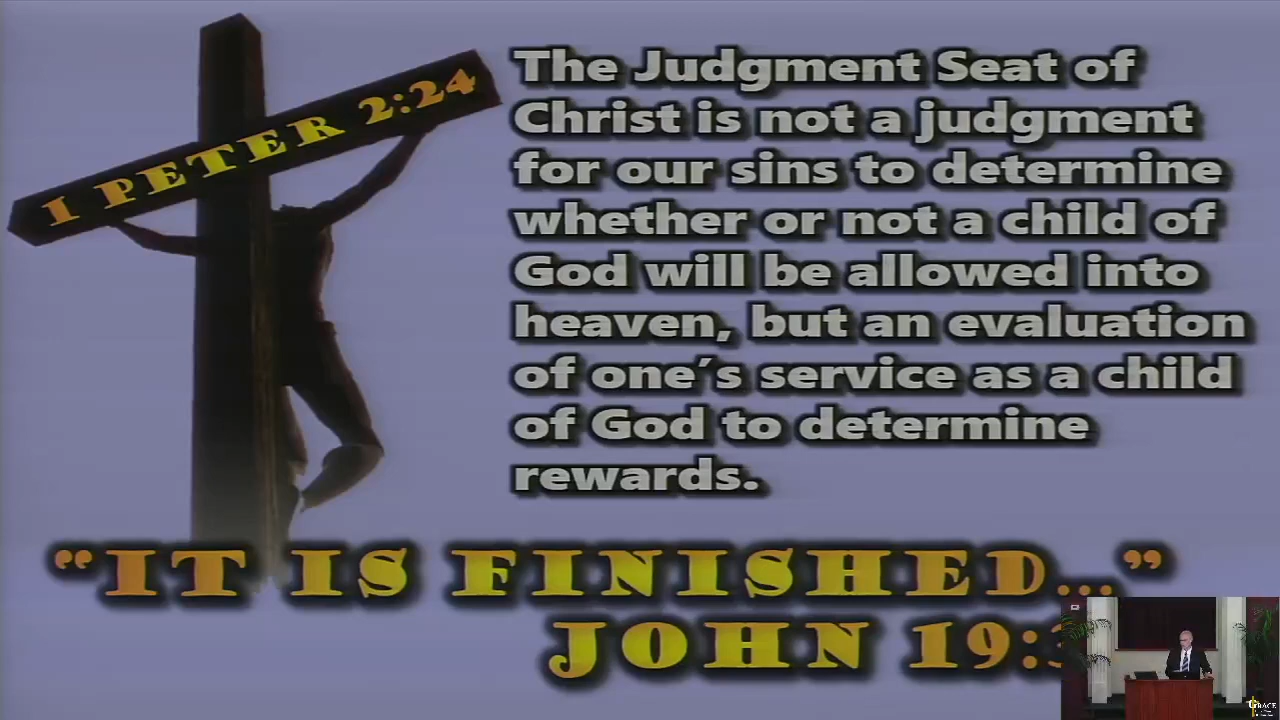 I PETER 2:24
The Judgment Seat of
Christ is not a judgment
for our sins to determine
whether or not a child of
God will be allowed into
heaven, but an evaluation
of one´s service as a child
of God to determine
rewards.
“IT IS FINISHED...”
JOHN 19:3
GRACE